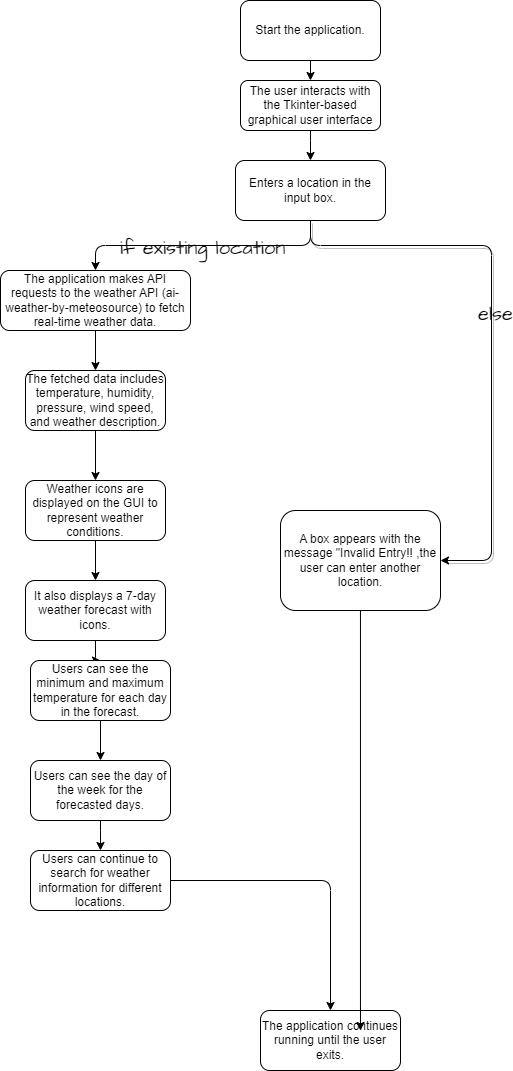 Start the application.
The user interacts with
the Tkinter-based
graphical user interface
Enters a location in the
input box.
if existing location
The application makes API
requests to the weather API (ai-
weather-by-meteosource) to fetch
real-time weather data.
else
The fetched data includes
temperature, humidity,
pressure, wind speed,
and weather description.
Weather icons are
displayed on the GUI to
represent weather
conditions.
A box appears with the
message "Invalid Entry!! ,the
user can enter another
location.
It also displays a 7-day
weather forecast with
icons.
Users can see the
minimum and maximum
temperature for each day
in the forecast.
Users can see the day of
the week for the
forecasted days.
Users can continue to
search for weather
information for different
locations.
The application continues
running until the user
exits.